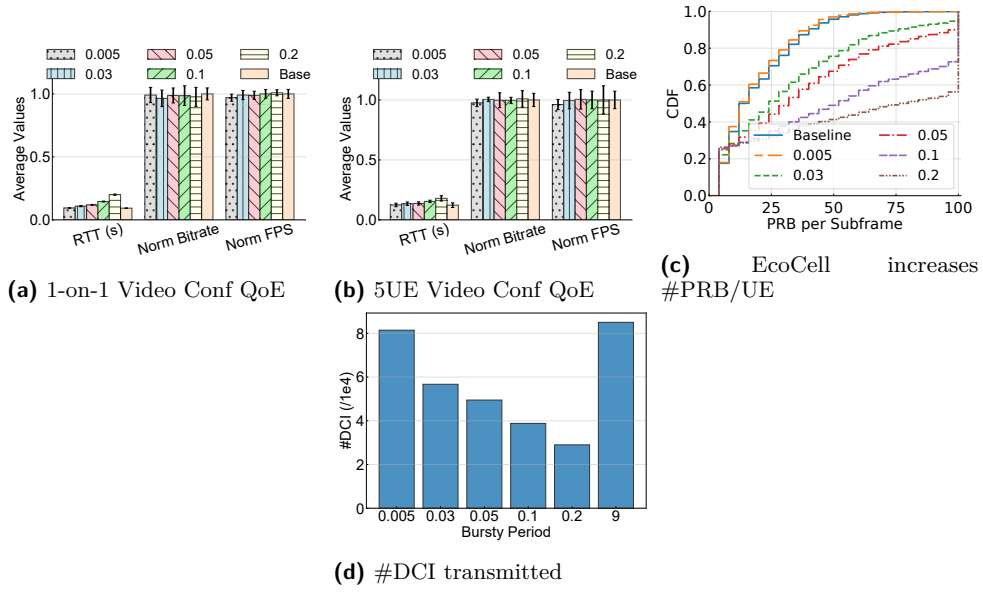 0.005 0.05 0.2
0.03 0.1 Base
Average Values
1.0
0.5
0.0
RTT (s) Norm Bitrate Norm FPS
(a) 1-on-1 Video Conf QoE
0.005 0.05 0.2
0.03 0.1 Base
Average Values
1.0
0.5
0.0
RTT (s) Norm Bitrate Norm FPS
(b) 5UE Video Conf QoE
CDF
1.0
0.8
0.6
0.4
0.2
0.0
Baseline 0.05
0.005 0.1
0.03 0.2
0 25 50 75 100
PRB per Subframe
(c) EcoCell increases
#PRB/UE
#DCI (/1e4)
8
6
4
2
0
0.005 0.03 0.05 0.1 0.2 9
Bursty Period
(d) #DCI transmitted